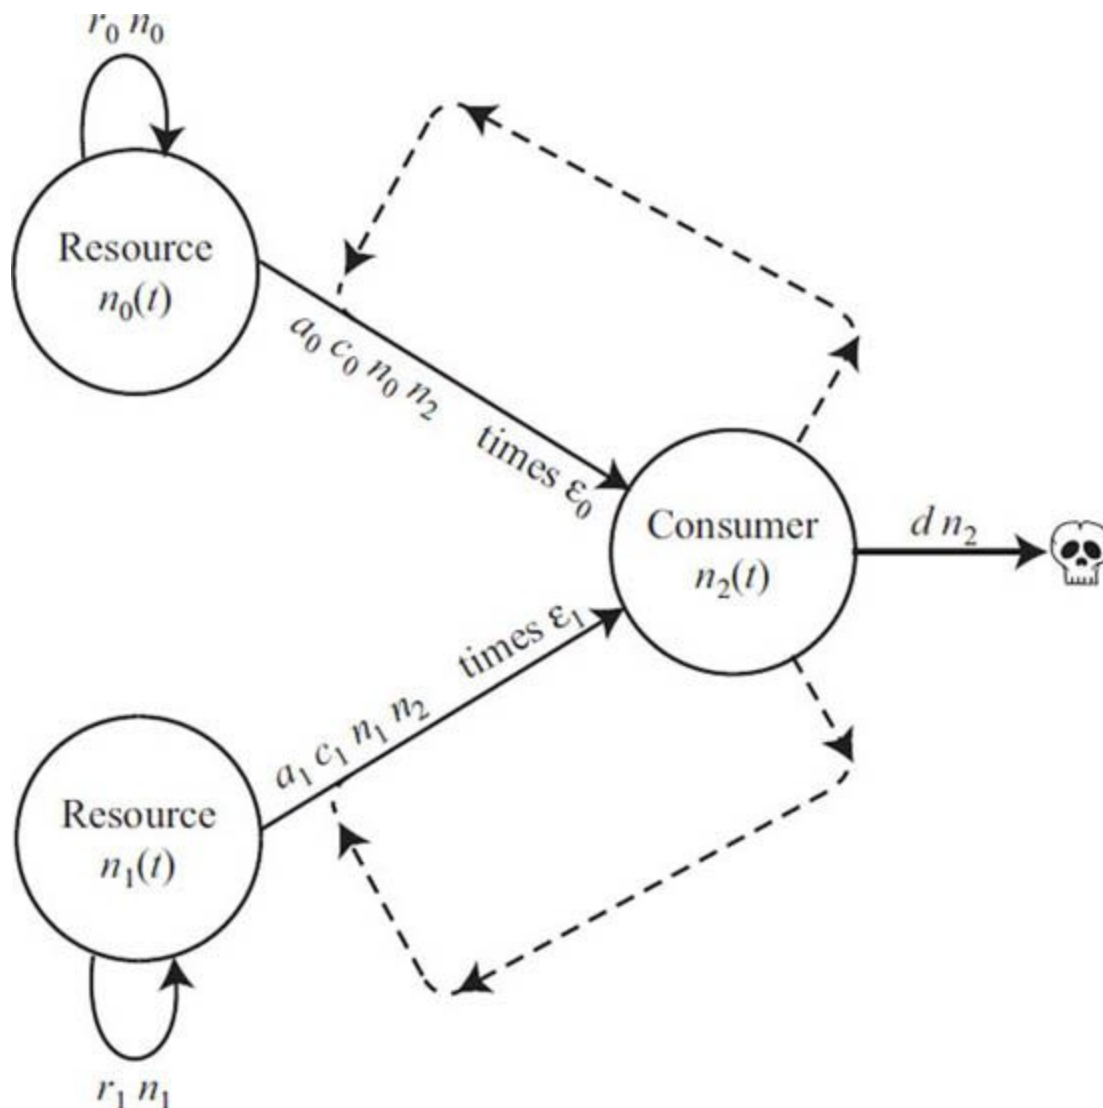 r₀ n₀
Resource
n₀(t)
a₀ c₀ n₀ n₂ times ε₀
Consumer
n₂(t)
d n₂
a₁ c₁ n₁ n₂ times ε₁
Resource
n₁(t)
r₁ n₁